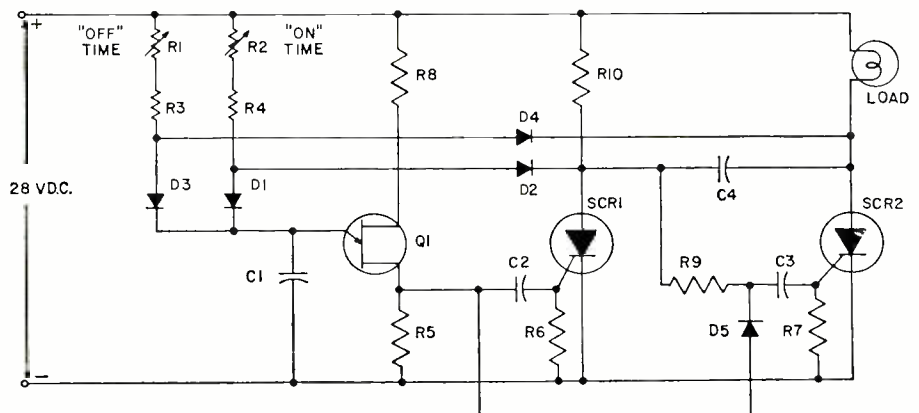 +
"OFF" TIME
R1
R2
"ON" TIME
R8
R10
LOAD
R3
R4
D4
D2
28 V.D.C.
D3
D1
C4
SCR1
SCR2
Q1
C1
C2
R9
C3
R5
R6
D5
R7
−